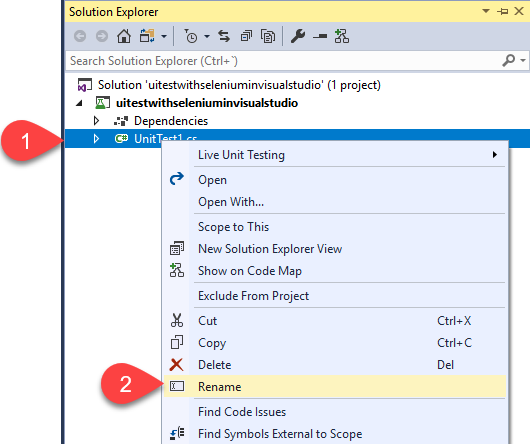 Solution Explorer
Search Solution Explorer (Ctrl+`)
Solution 'uitestwithseleniuminvisualstudio' (1 project)
uitestwithseleniuminvisualstudio
Dependencies
1 UnitTest1.cs
Live Unit Testing
Open
Open With...
Scope to This
New Solution Explorer View
Show on Code Map
Exclude From Project
Cut Ctrl+X
Copy Ctrl+C
Delete Del
2 Rename
Find Code Issues
Find Symbols External to Scope